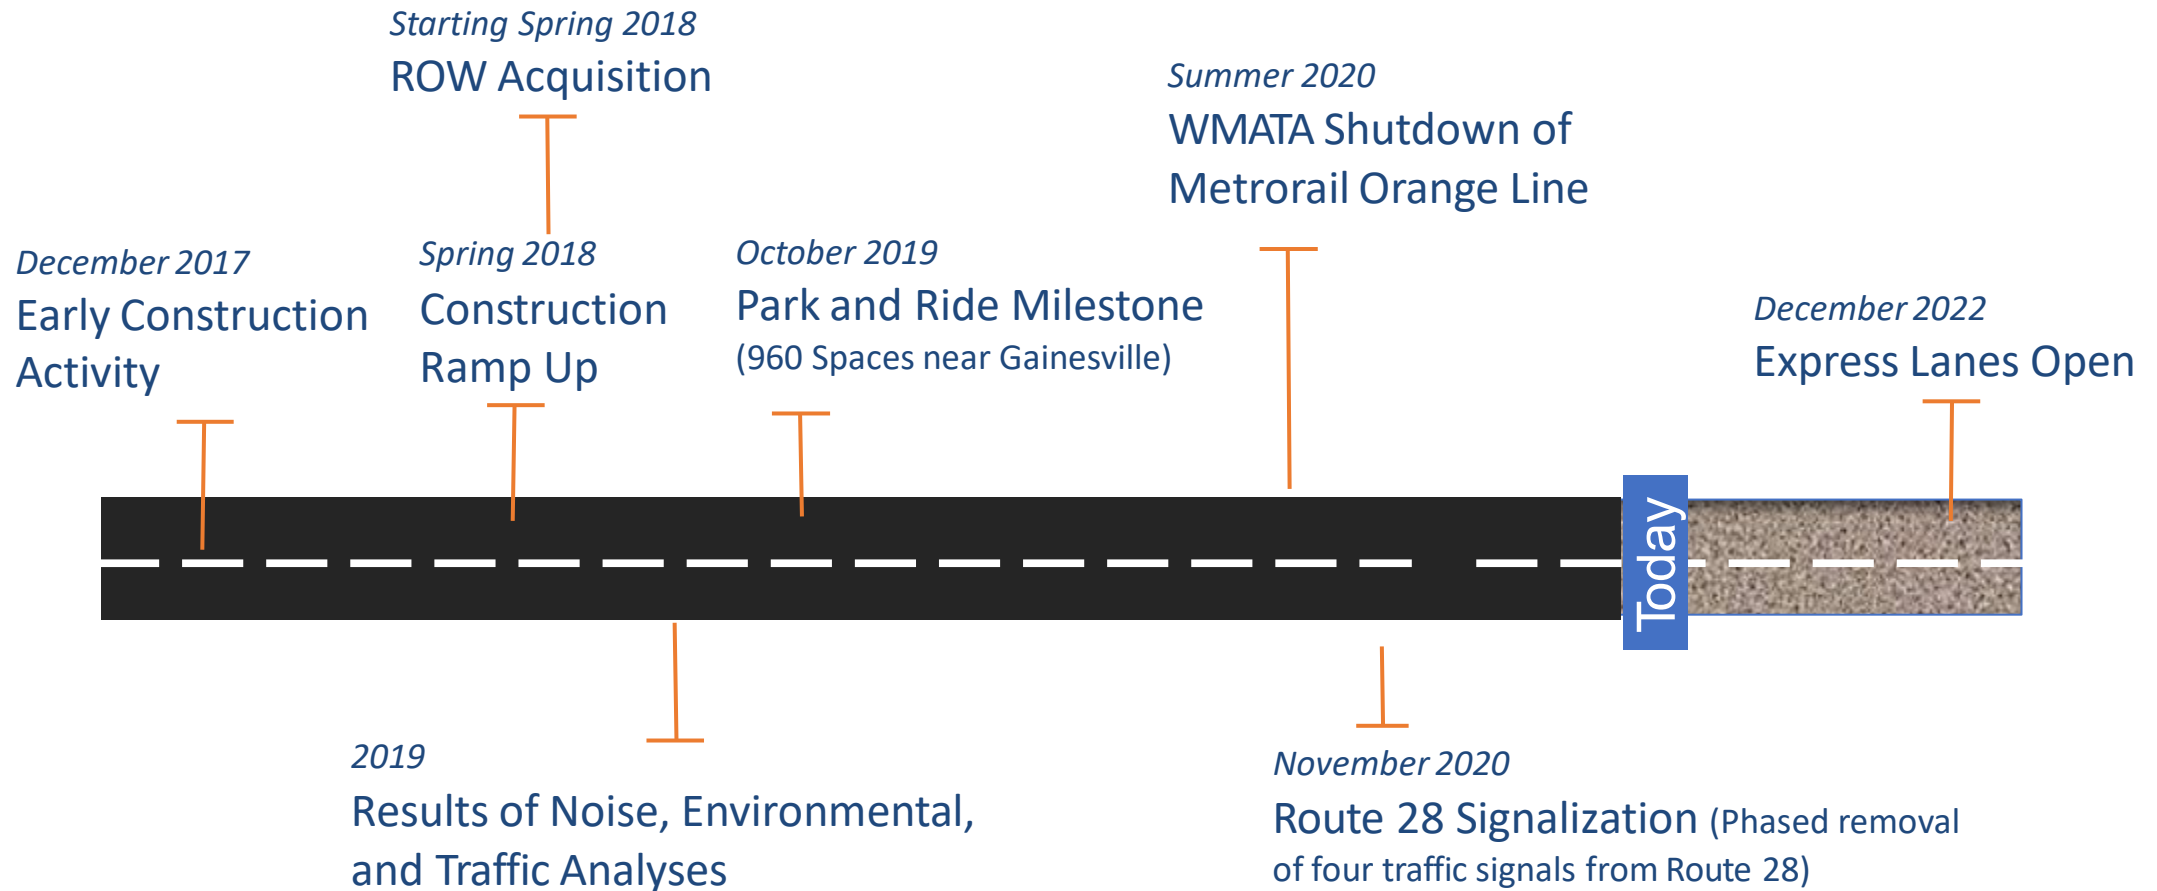 Starting Spring 2018
ROW Acquisition
Summer 2020
WMATA Shutdown of
Metrorail Orange Line
December 2017
Early Construction
Activity
Spring 2018
Construction
Ramp Up
October 2019
Park and Ride Milestone
(960 Spaces near Gainesville)
December 2022
Express Lanes Open
Today
2019
Results of Noise, Environmental,
and Traffic Analyses
November 2020
Route 28 Signalization (Phased removal
of four traffic signals from Route 28)